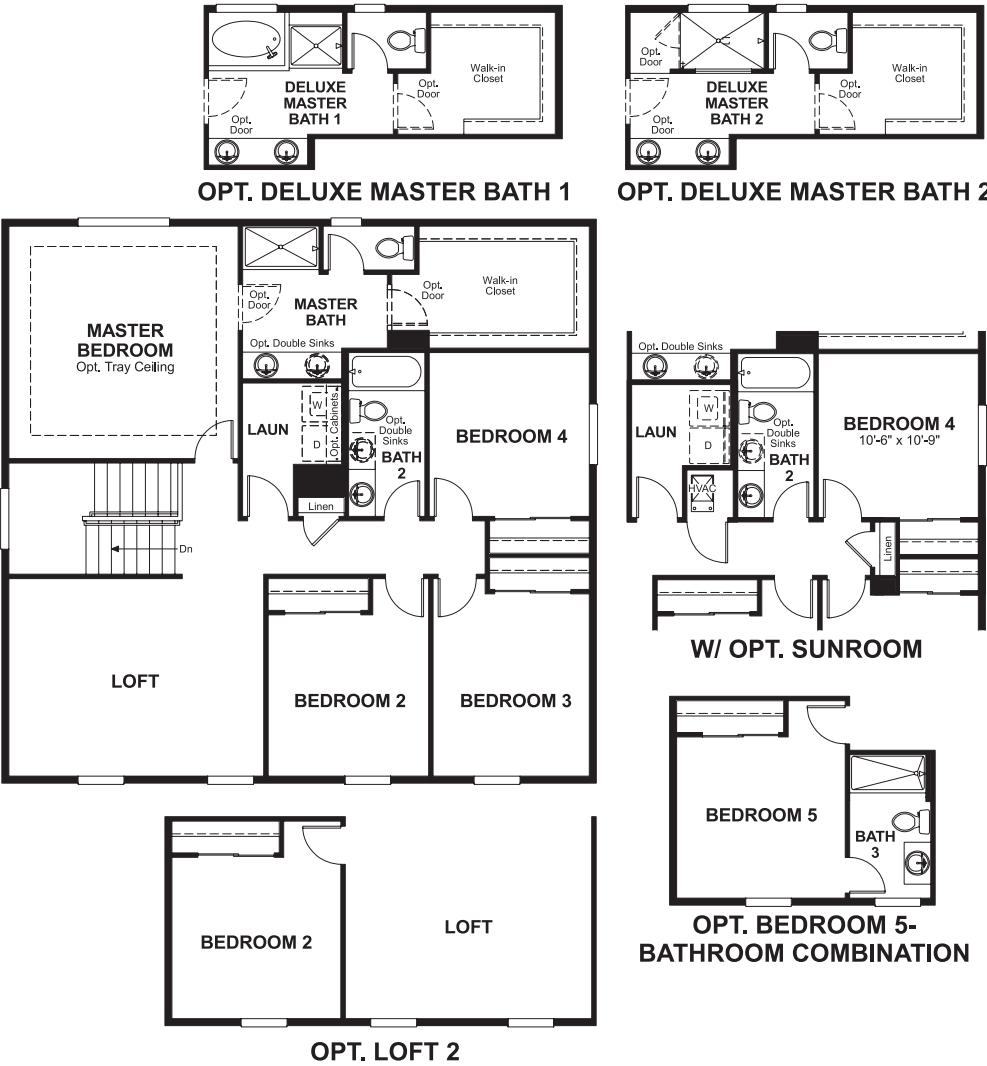 Opt.
Door
DELUXE
MASTER
BATH 1
Opt.
Door
Walk-in
Closet
OPT. DELUXE MASTER BATH 1
Opt.
Door
DELUXE
MASTER
BATH 2
Opt.
Door
Opt.
Door
Walk-in
Closet
OPT. DELUXE MASTER BATH 2
MASTER
BEDROOM
Opt. Tray Ceiling
Opt.
Door
MASTER
BATH
Opt. Double Sinks
Opt.
Door
Walk-in
Closet
LAUN
W
D
Opt. Cabinets
Opt.
Double
Sinks
BATH
2
BEDROOM 4
Linen
Dn
LOFT
BEDROOM 2
BEDROOM 3
Opt. Double Sinks
LAUN
W
D
HVAC
Opt.
Double
Sinks
BATH
2
BEDROOM 4
10'-6" x 10'-9"
Linen
W/ OPT. SUNROOM
BEDROOM 5
BATH
3
OPT. BEDROOM 5-
BATHROOM COMBINATION
BEDROOM 2
LOFT
OPT. LOFT 2